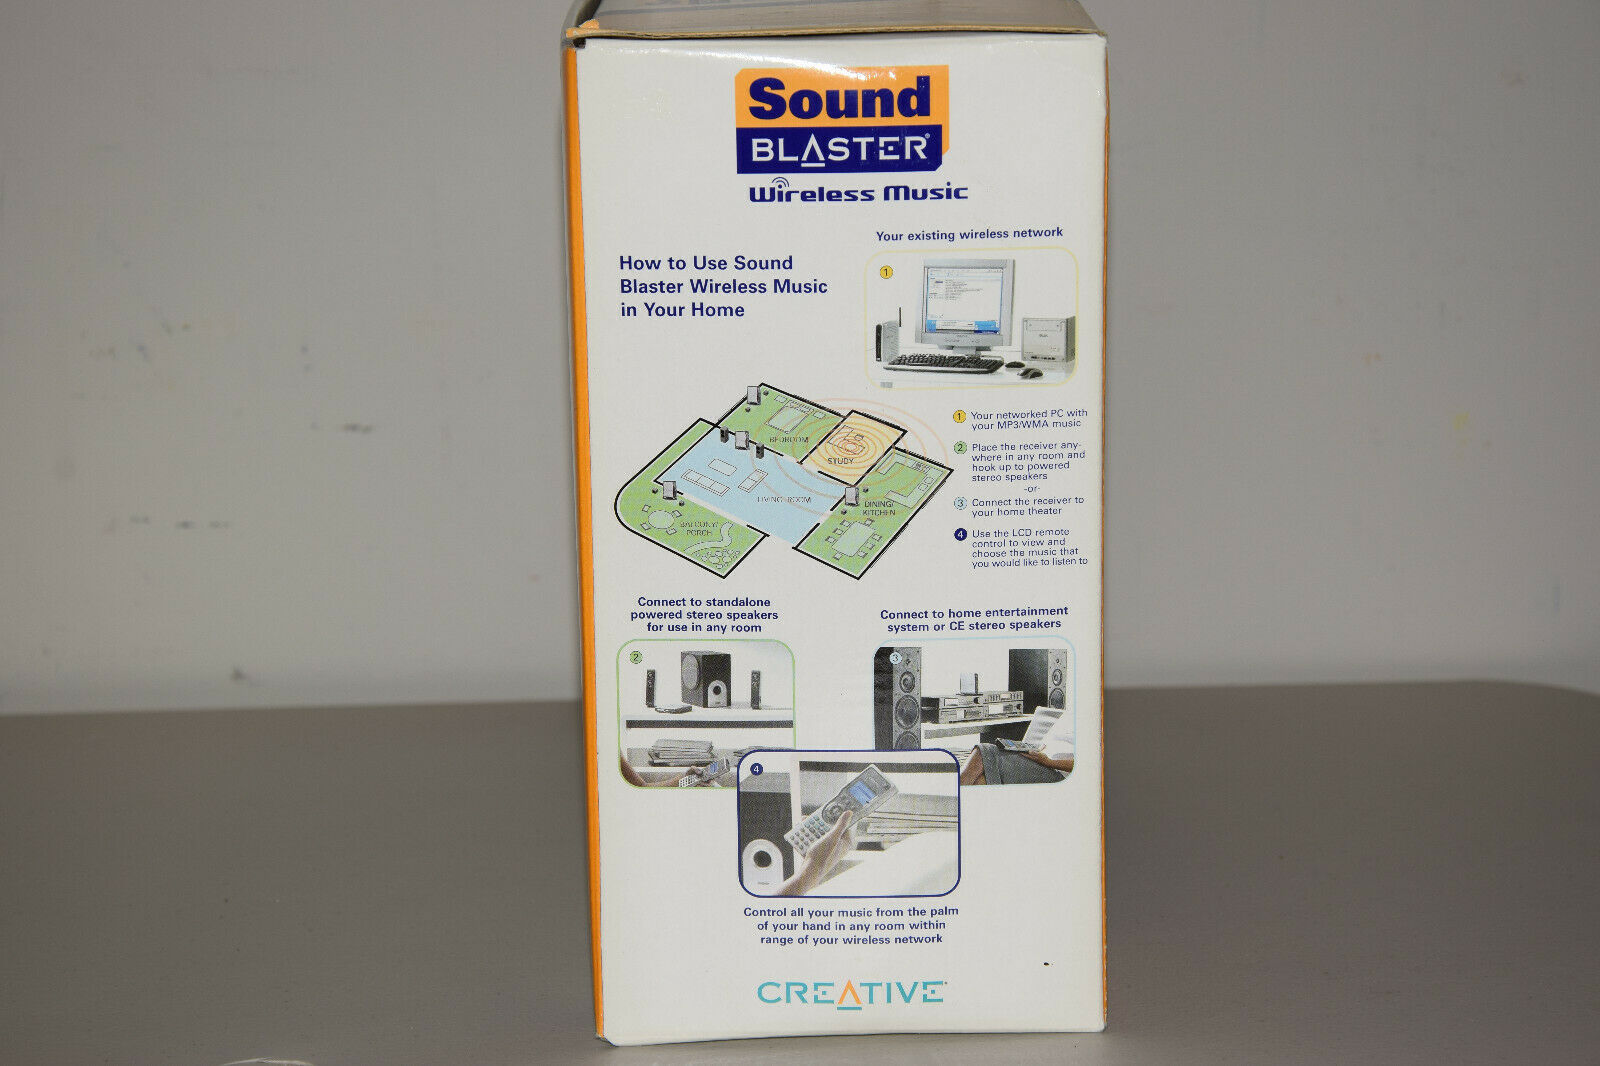 Sound
BLASTER®
Wireless Music
Your existing wireless network
How to Use Sound
Blaster Wireless Music
in Your Home
1
1 Your networked PC with
your MP3/WMA music
2 Place the receiver any-
where in any room and
hook up to powered
stereo speakers
-or-
3 Connect the receiver to
your home theater
4 Use the LCD remote
control to view and
choose the music that
you would like to listen to
BEDROOM
STUDY
LIVING ROOM
DINING/
KITCHEN
BALCONY/
PORCH
Connect to standalone
powered stereo speakers
for use in any room
2
Connect to home entertainment
system or CE stereo speakers
3
4
Control all your music from the palm
of your hand in any room within
range of your wireless network
CREATIVE